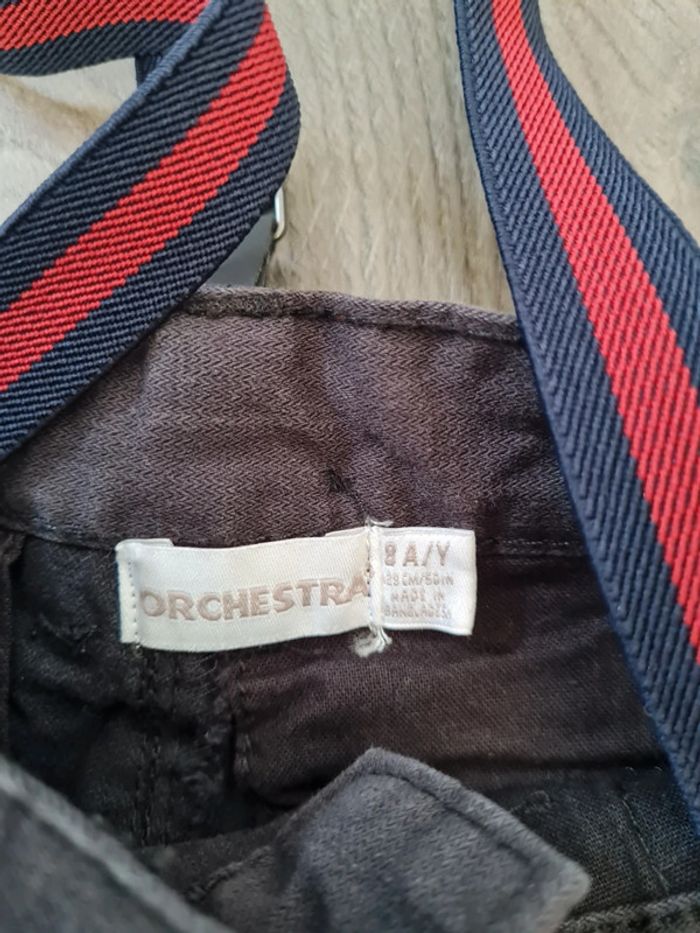 ORCHESTRA
8 A/Y
128 CM/50IN
MADE IN
BANGLADESH